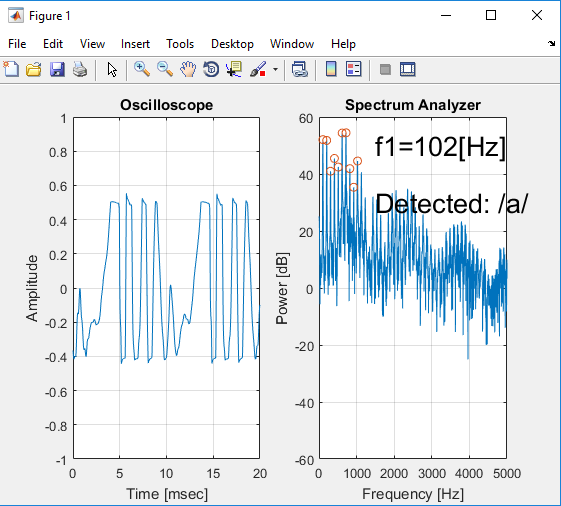 Figure 1
File Edit View Insert Tools Desktop Window Help
Oscilloscope
1
0.8
0.6
0.4
0.2
0
-0.2
-0.4
-0.6
-0.8
-1
Amplitude
0 5 10 15 20
Time [msec]
Spectrum Analyzer
f1=102[Hz]
Detected: /a/
60
40
20
0
-20
-40
-60
Power [dB]
0 1000 2000 3000 4000 5000
Frequency [Hz]